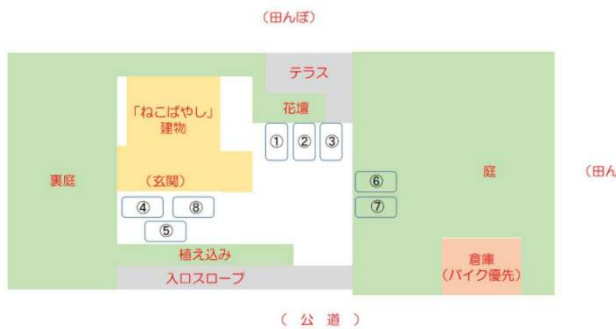 （田んぼ）
テラス
花壇
「ねこばやし」
建物
① ② ③
裏庭
（玄関）
⑥
庭
（田ん
④ ⑧
⑦
⑤
植え込み
倉庫
（バイク優先）
入口スロープ
（ 公 道 ）